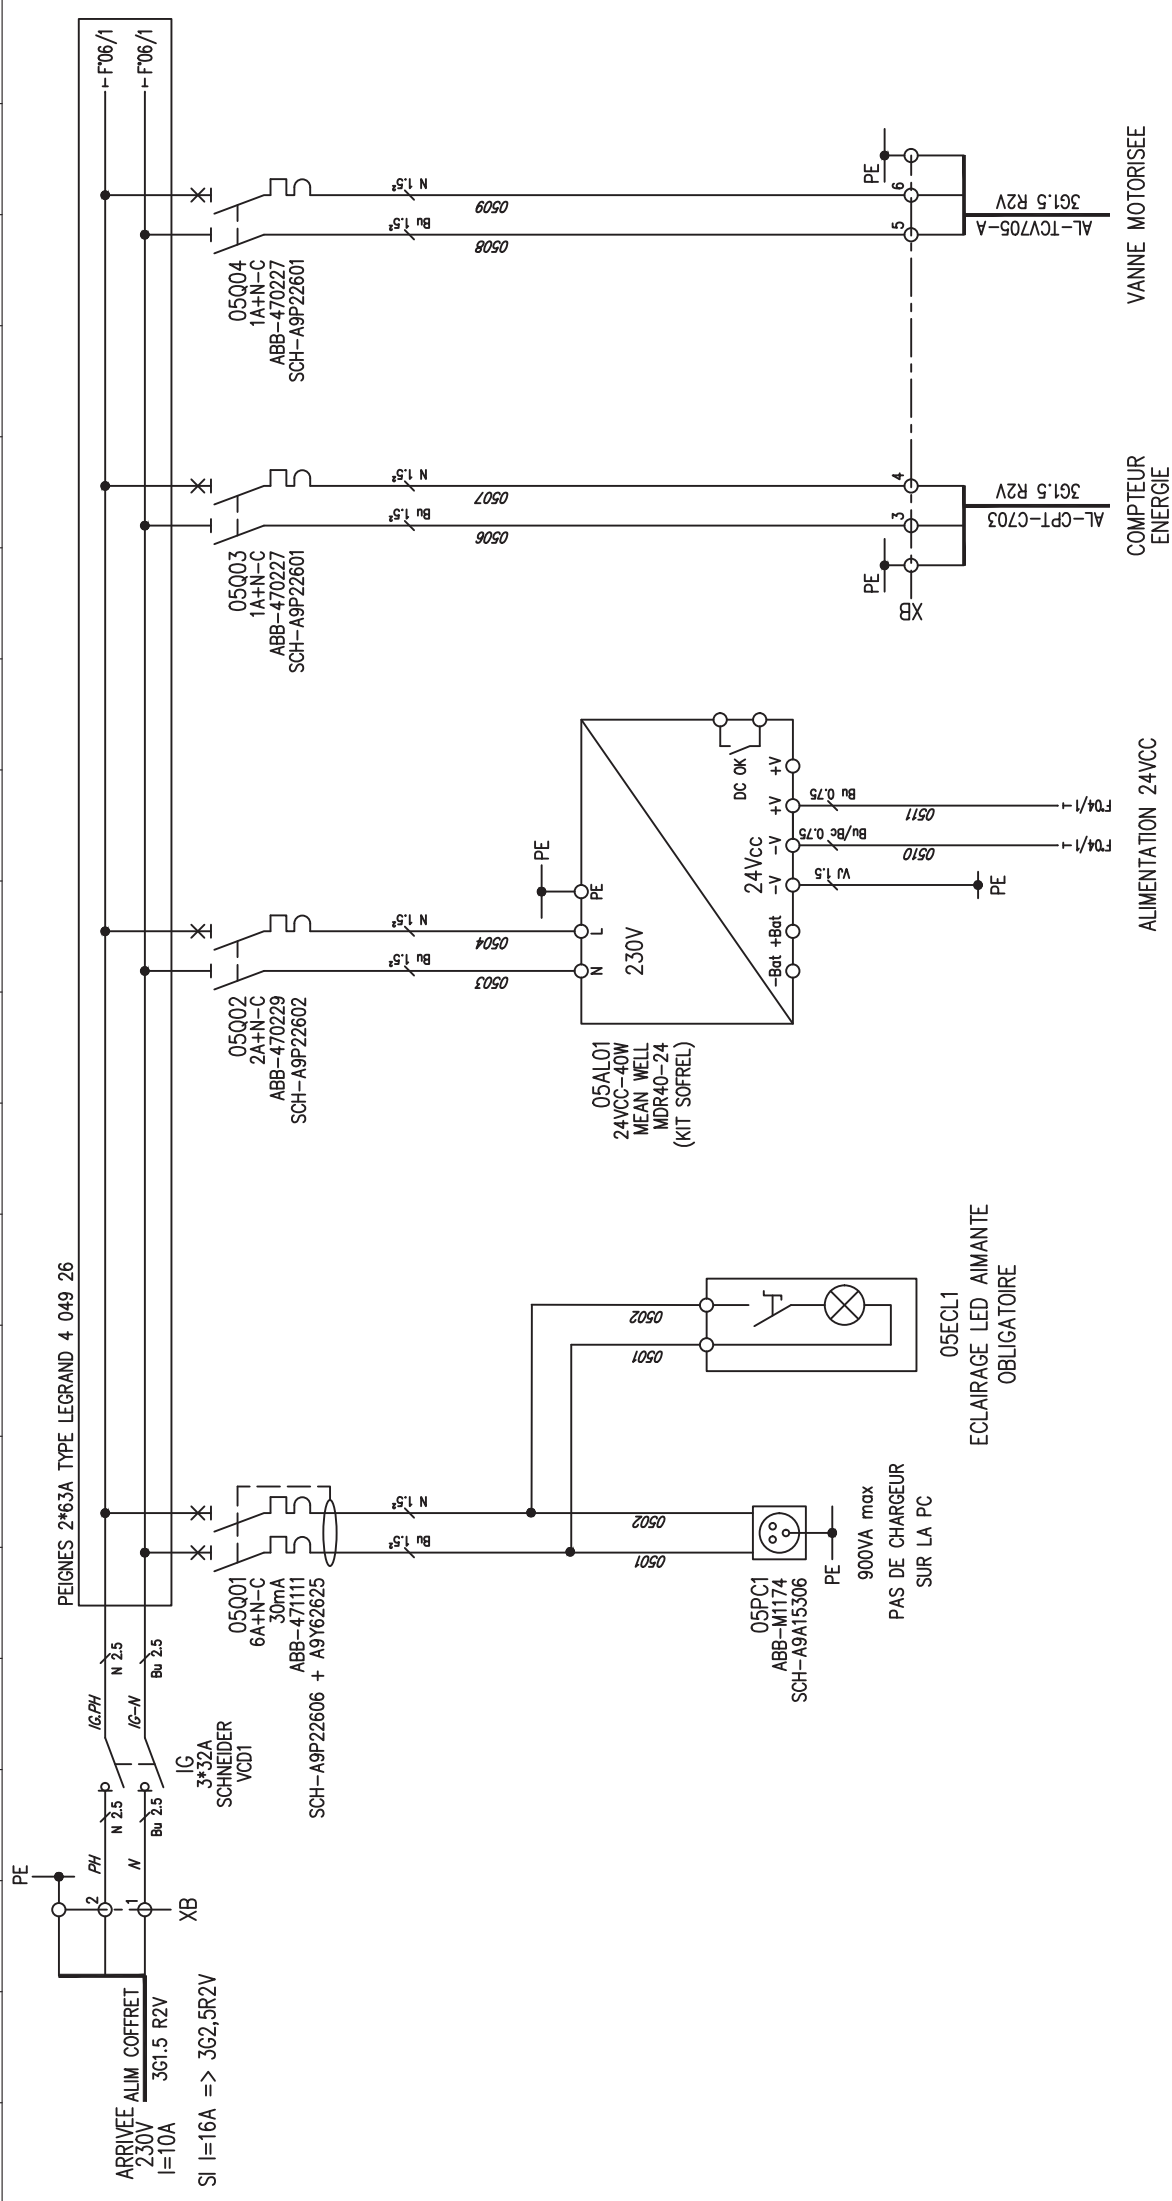 ARRIVEE
230V
I=10A
ALIM COFFRET
3G1.5 R2V
SI I=16A => 3G2,5R2V
PE
2
1
XB
PH
N
N 2.5
Bu 2.5
IG
3*32A
SCHNEIDER
VCD1
IG.PH
IG-N
N 2.5
Bu 2.5
PEIGNES 2*63A TYPE LEGRAND 4 049 26
F°06/1
F°06/1
05Q01
6A+N-C
30mA
ABB-471111
SCH-A9P22606 + A9Y62625
N 1.5²
Bu 1.5²
0502
0501
0502
0501
05PC1
ABB-M1174
SCH-A9A15306
PE
900VA max
PAS DE CHARGEUR
SUR LA PC
05ECL1
ECLAIRAGE LED AIMANTE
OBLIGATOIRE
05Q02
2A+N-C
ABB-470229
SCH-A9P22602
N 1.5²
Bu 1.5²
0504
0503
PE
N
L
PE
230V
05AL01
24VCC-40W
MEAN WELL
MDR40-24
(KIT SOFREL)
DC OK
24Vcc
-Bat
+Bat
-V
-V
+V
+V
VJ 1.5
Bu/Bc 0.75
Bu 0.75
0510
0511
PE
F°04/1
F°04/1
ALIMENTATION 24VCC
05Q03
1A+N-C
ABB-470227
SCH-A9P22601
N 1.5²
Bu 1.5²
0507
0506
XB
PE
3
4
3G1.5 R2V
AL-CPT-C703
COMPTEUR
ENERGIE
05Q04
1A+N-C
ABB-470227
SCH-A9P22601
N 1.5²
Bu 1.5²
0509
0508
5
6
PE
3G1.5 R2V
AL-TCV705-A
VANNE MOTORISEE